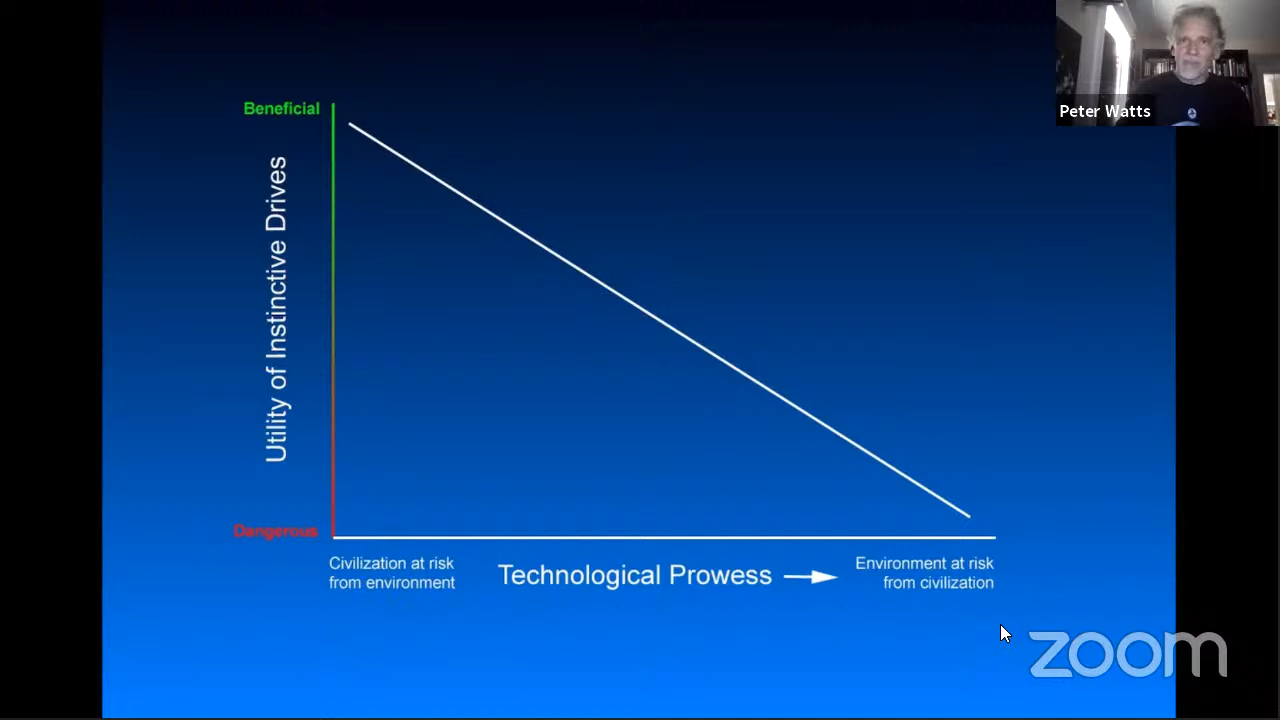 Peter Watts
Beneficial
Utility of Instinctive Drives
Dangerous
Civilization at risk
from environment
Technological Prowess
Environment at risk
from civilization
zoom